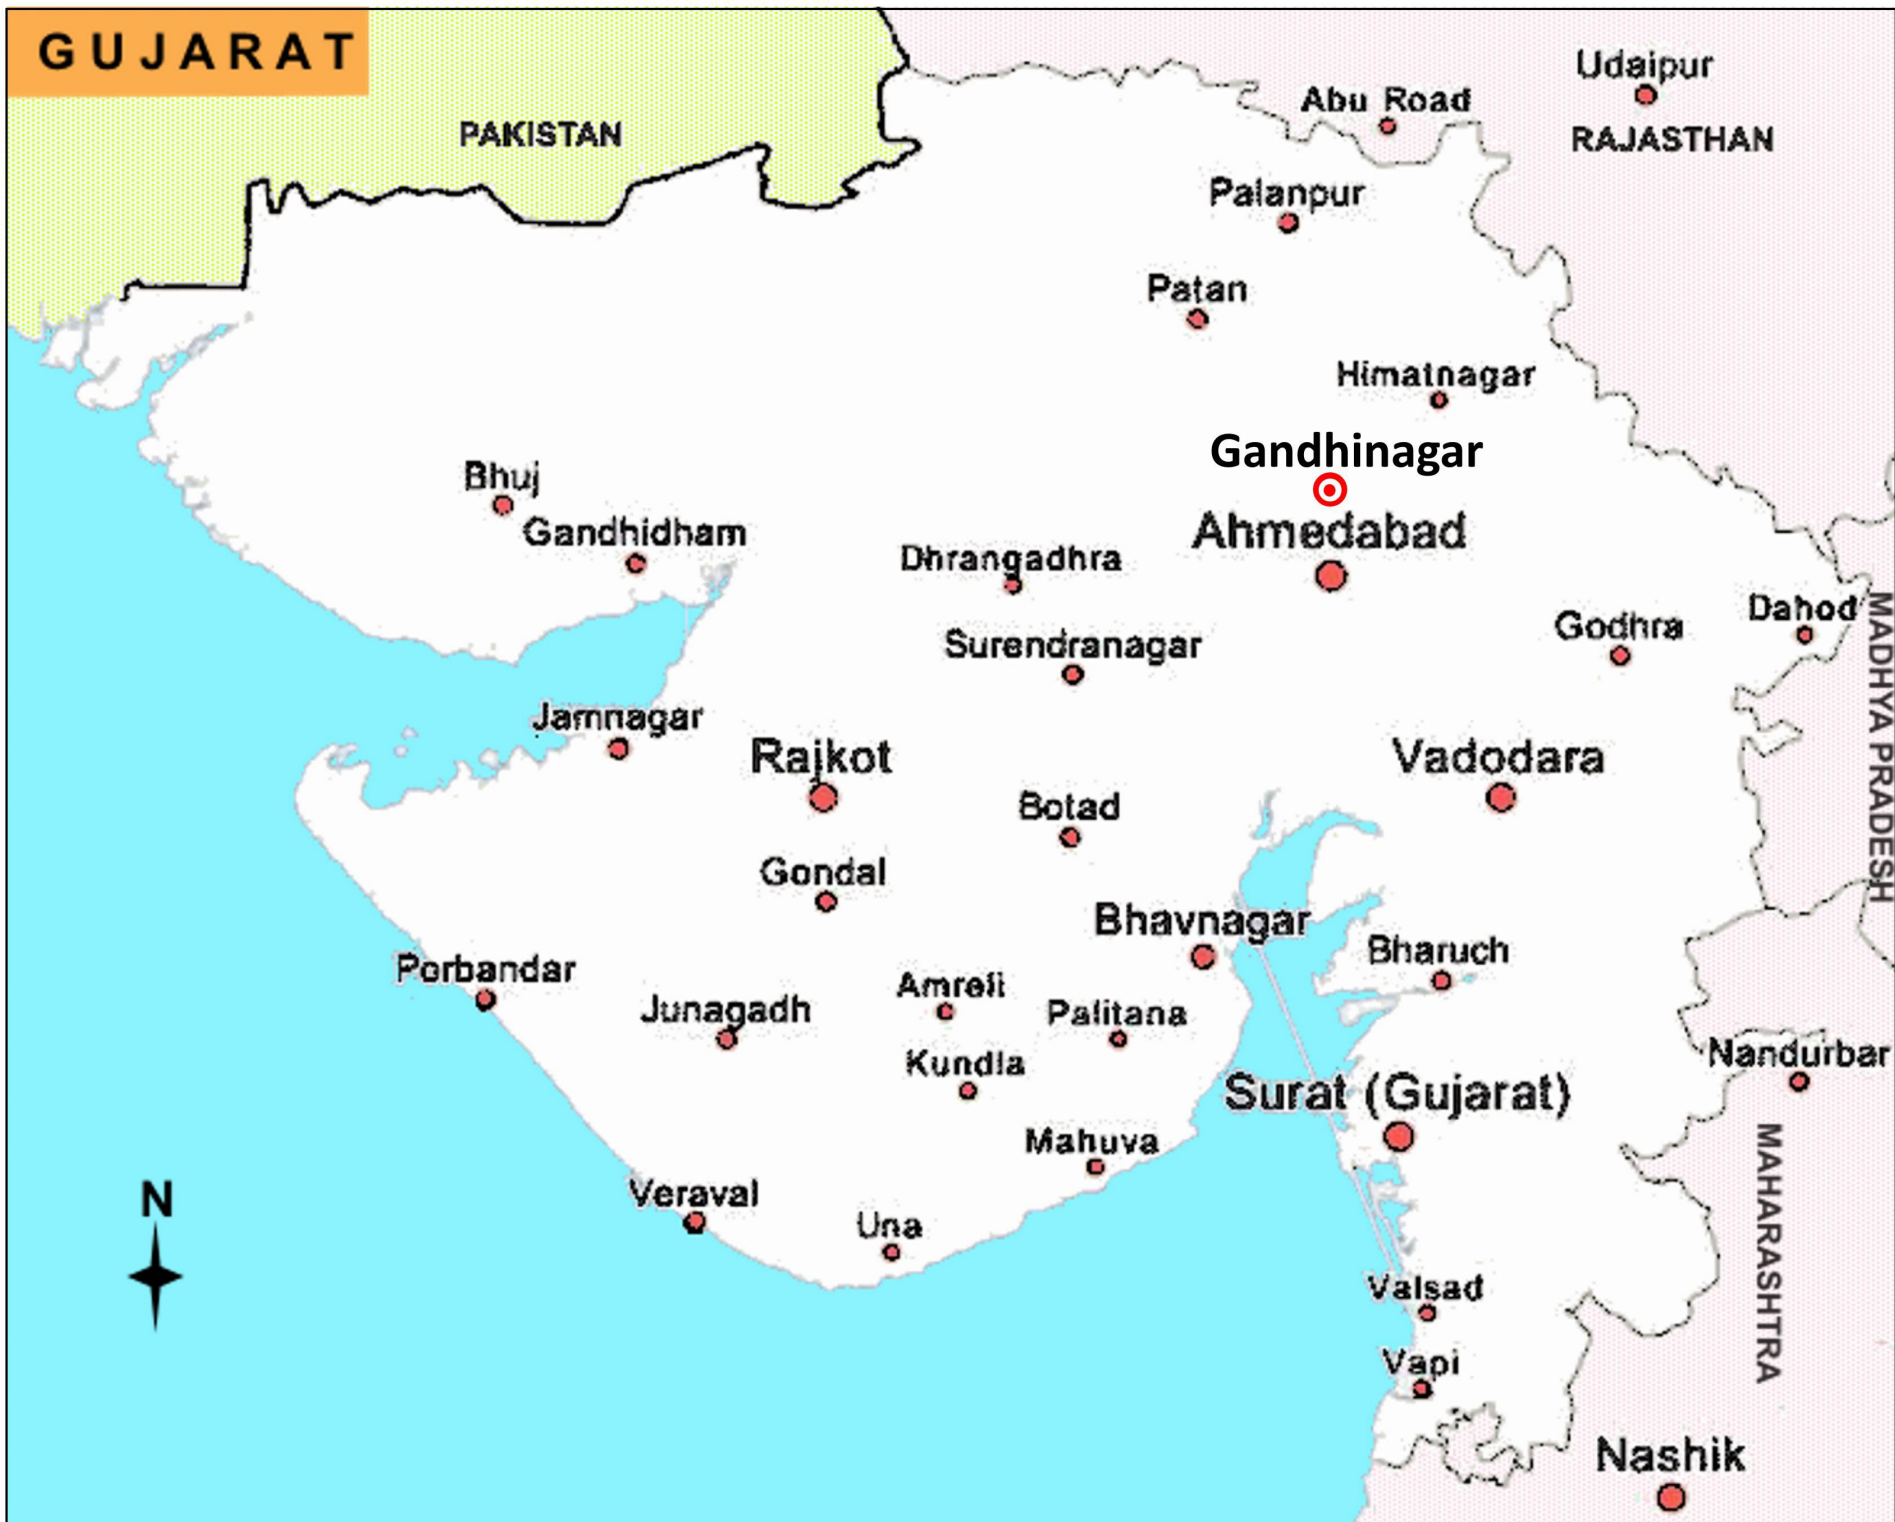 GUJARAT
PAKISTAN
Udaipur
RAJASTHAN
Abu Road
Palanpur
Patan
Himatnagar
Gandhinagar
Ahmedabad
Bhuj
Gandhidham
Dhrangadhra
Surendranagar
Godhra
Dahod
MADHYA PRADESH
Jamnagar
Rajkot
Vadodara
Botad
Gondal
Bhavnagar
Bharuch
Porbandar
Junagadh
Amreli
Palitana
Kundla
Nandurbar
Surat (Gujarat)
Mahuva
MAHARASHTRA
Veraval
Una
N
Valsad
Vapi
Nashik